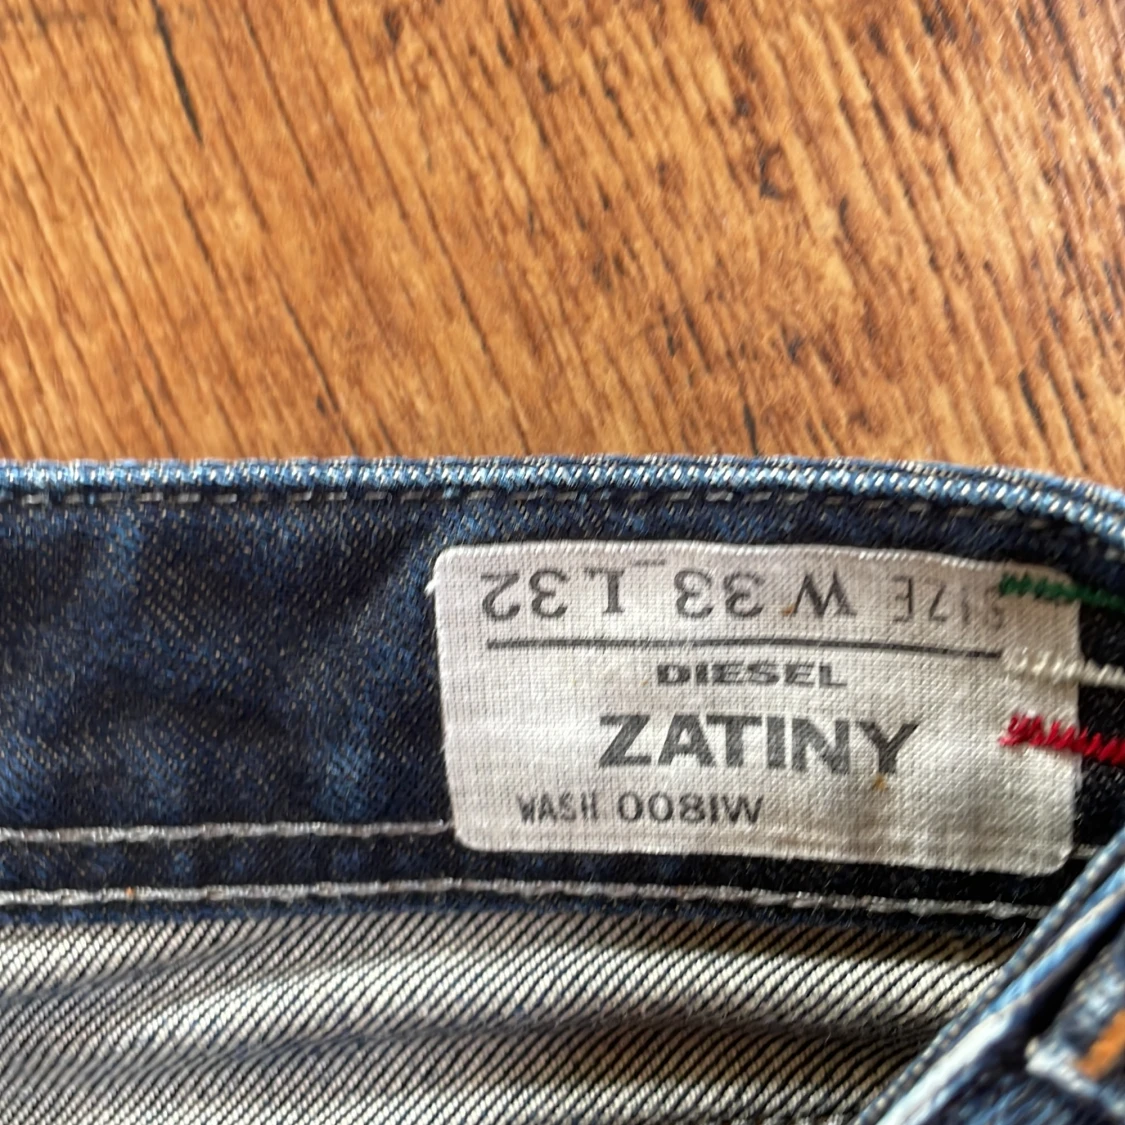 SIZE W 33 L 32
DIESEL
ZATINY
WASH 008IW